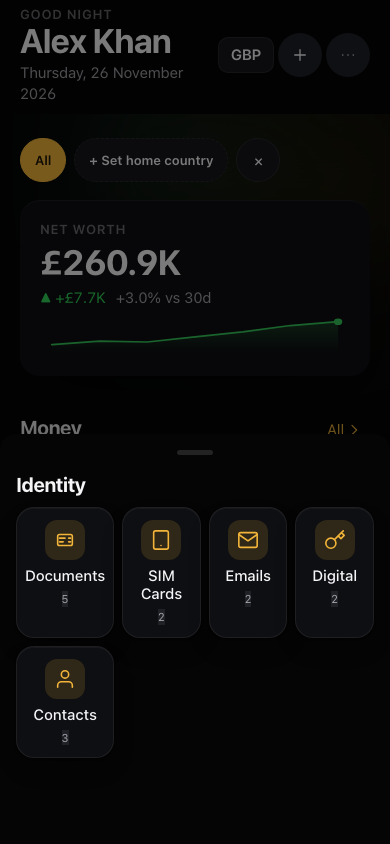 GOOD NIGHT
Alex Khan
Thursday, 26 November
2026
GBP
+
...
All
+ Set home country
×
NET WORTH
£260.9K
▲ +£7.7K +3.0% vs 30d
Money
All >
Identity
Documents
5
SIM
Cards
2
Emails
2
Digital
2
Contacts
3